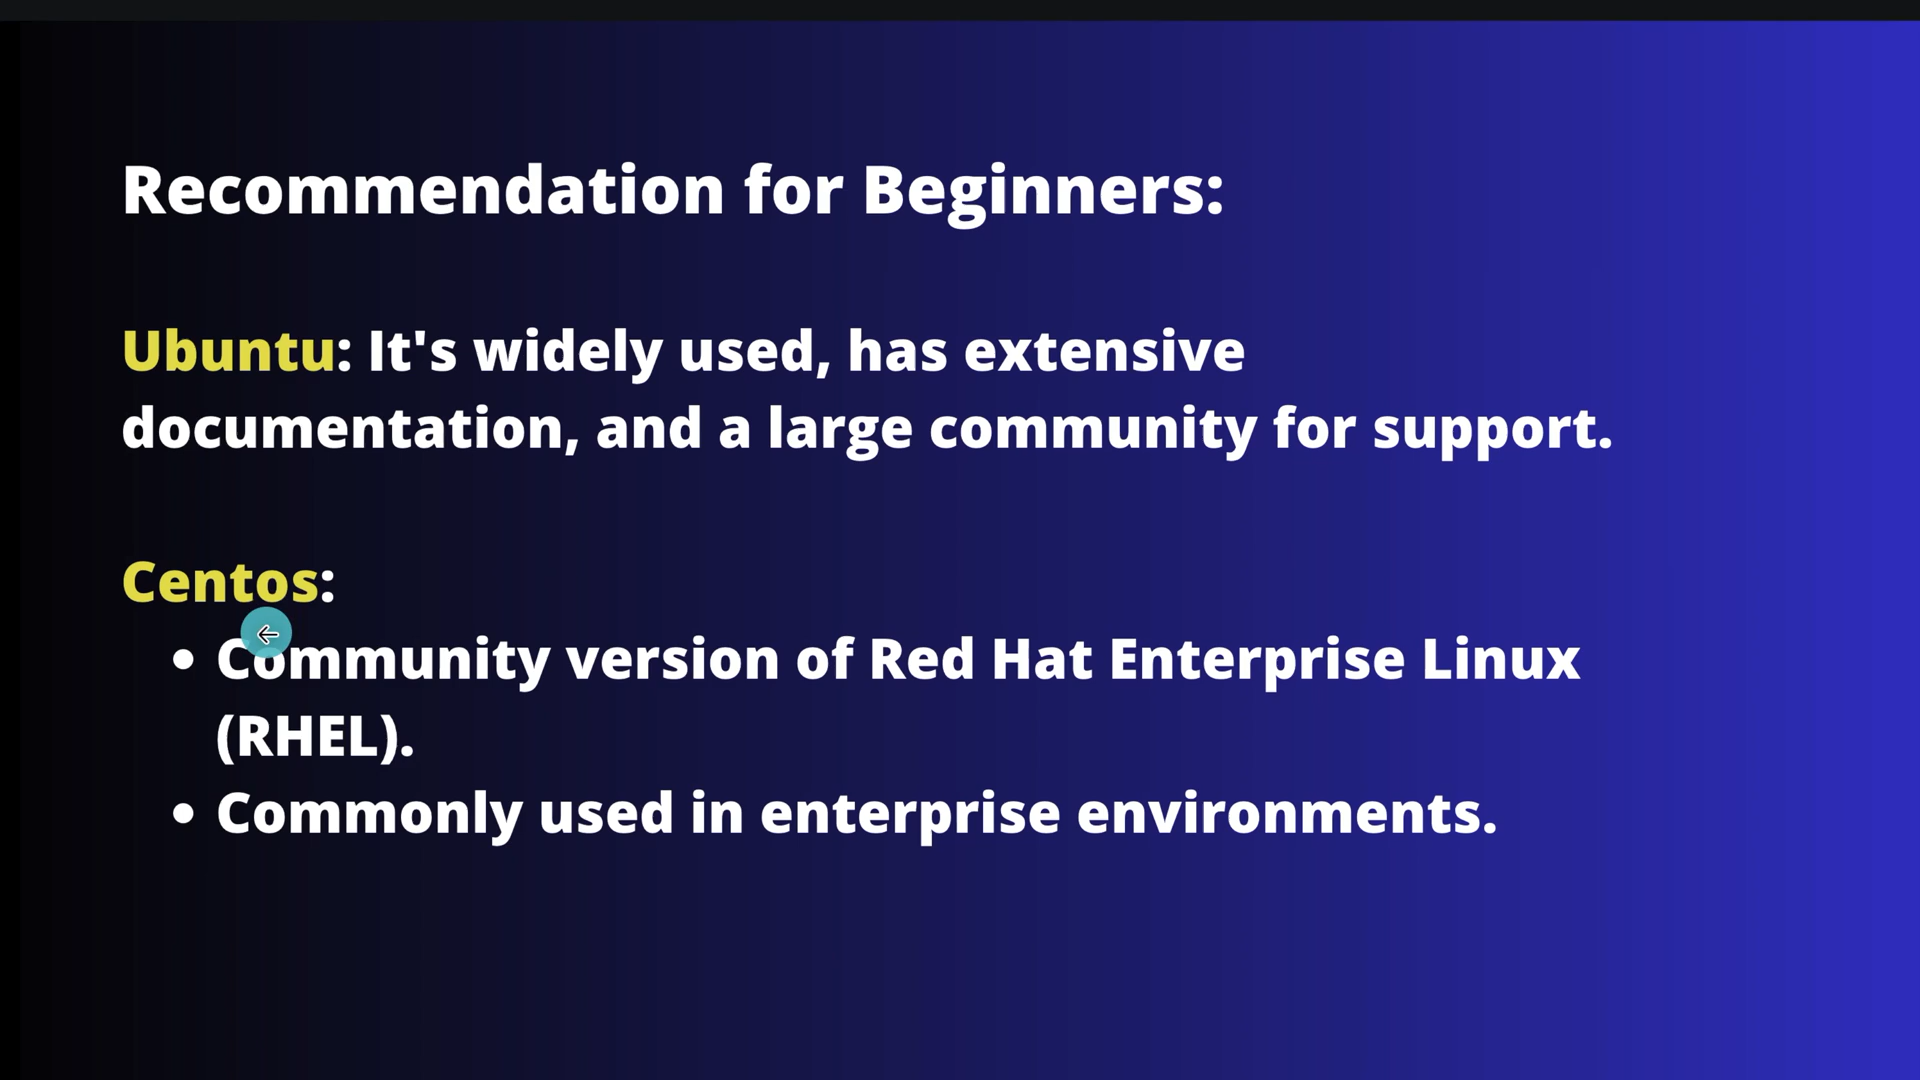 Recommendation for Beginners:
Ubuntu: It's widely used, has extensive
documentation, and a large community for support.
Centos:
• Community version of Red Hat Enterprise Linux
(RHEL).
• Commonly used in enterprise environments.